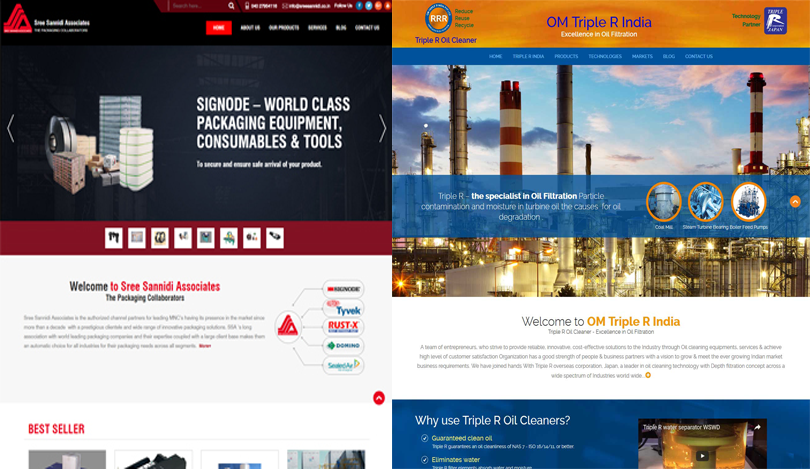 Search here...
040 27904116
info@sreesannidi.co.in
Follow Us
Sree Sannidi Associates
THE PACKAGING COLLABORATORS
HOME ABOUT US OUR PRODUCTS SERVICES BLOG CONTACT US
SIGNODE – WORLD CLASS
PACKAGING EQUIPMENT,
CONSUMABLES & TOOLS
To secure and ensure safe arrival of your product.
Welcome to Sree Sannidi Associates
The Packaging Collaborators
Sree Sannidi Associates is the authorized channel partners for leading MNC's having its presence in the market since
more than a decade with a prestigious clientele and wide range of innovative packaging solutions. SSA 's long
association with world leading packaging companies and their expertise coupled with a large client base makes them
an automatic choice for all industries for their packaging needs across all segments. More+
SIGNODE
Tyvek
RUST-X
DOMINO
Sealed Air
BEST SELLER
RRR
Reduce
Reuse
Recycle
Triple R Oil Cleaner
OM Triple R India
Excellence in Oil Filtration
Technology
Partner
TRIPLE
JAPAN
HOME TRIPLE R INDIA PRODUCTS TECHNOLOGIES MARKETS BLOG CONTACT US
Triple R – the specialist in Oil Filtration Particle
contamination and moisture in turbine oil the causes for oil
degradation
Coal Mill Steam Turbine Gearing Boiler Feed Pumps
Welcome to OM Triple R India
Triple R Oil Cleaner - Excellence in Oil Filtration
A team of entrepreneurs, who strive to provide reliable, innovative, cost-effective solutions to the Industry through Oil cleaning equipments, services & achieve
high level of customer satisfaction Organization has a good strength of people & business partners with a vision to grow & meet the ever growing Indian market
business requirements. We have joined hands With Triple R overseas corporation, Japan, a leader in oil cleaning technology with Depth filtration concept across a
wide spectrum of Industries world wide.
Why use Triple R Oil Cleaners?
Guaranteed clean oil
Triple R guarantees an oil cleanliness of NAS 7 - ISO 16/14/11, or better.
Eliminates water
Triple R filter elements absorb water and moisture
Triple R water separator WSWD